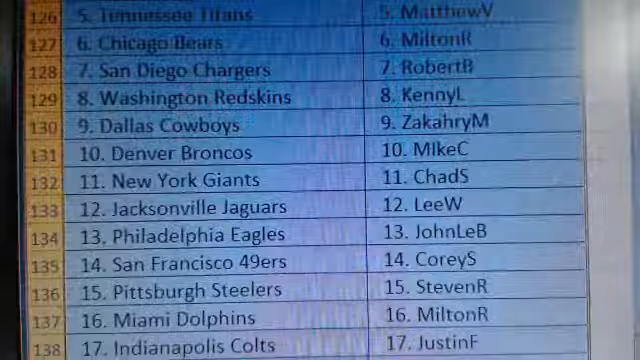 126 5. Tennessee Titans 5. MatthewV
127 6. Chicago Bears 6. MiltonR
128 7. San Diego Chargers 7. RobertB
129 8. Washington Redskins 8. KennyL
130 9. Dallas Cowboys 9. ZakahryM
131 10. Denver Broncos 10. MIkeC
132 11. New York Giants 11. ChadS
133 12. Jacksonville Jaguars 12. LeeW
134 13. Philadelphia Eagles 13. JohnLeB
135 14. San Francisco 49ers 14. CoreyS
136 15. Pittsburgh Steelers 15. StevenR
137 16. Miami Dolphins 16. MiltonR
138 17. Indianapolis Colts 17. JustinF